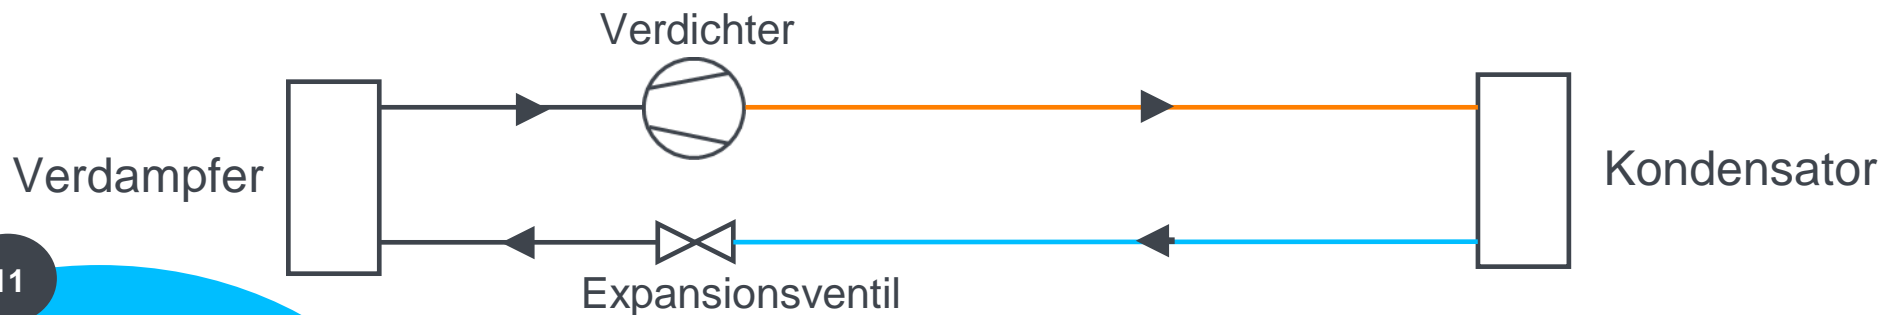 Verdichter
Verdampfer
Kondensator
11
Expansionsventil